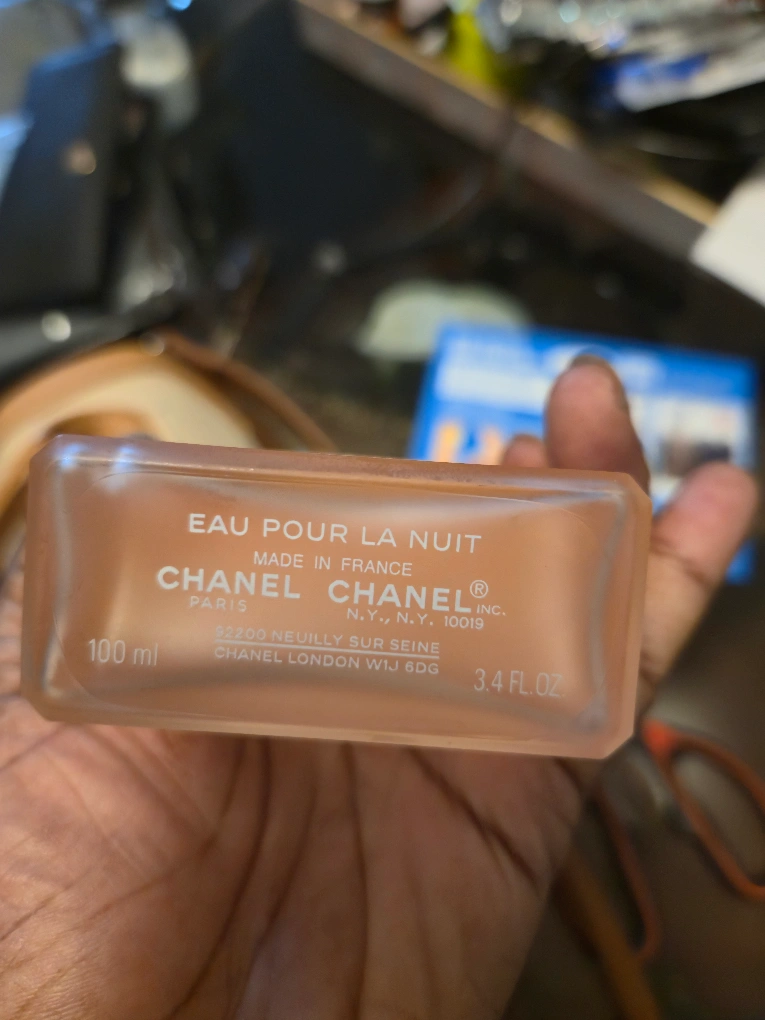 EAU POUR LA NUIT
MADE IN FRANCE
CHANEL CHANEL®
PARIS INC.
N.Y., N.Y. 10019
92200 NEUILLY SUR SEINE
100 ml CHANEL LONDON W1J 6DG 3.4 FL.OZ.